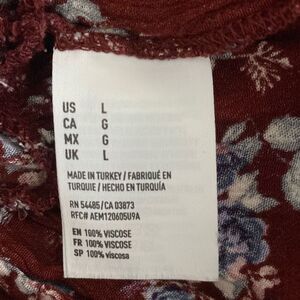 US L
CA G
MX G
UK L
MADE IN TURKEY / FABRIQUÉ EN
TURQUIE / HECHO EN TURQUÍA
RN 54485/CA 03873
RFC# AEM120605U9A
EN 100% VISCOSE
FR 100% VISCOSE
SP 100% viscosa